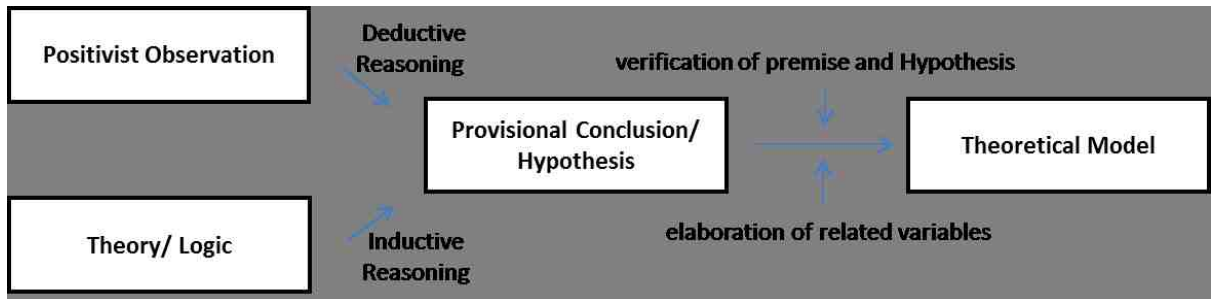 Positivist Observation
Deductive
Reasoning
verification of premise and Hypothesis
Provisional Conclusion/
Hypothesis
Theoretical Model
Theory/ Logic
Inductive
Reasoning
elaboration of related variables